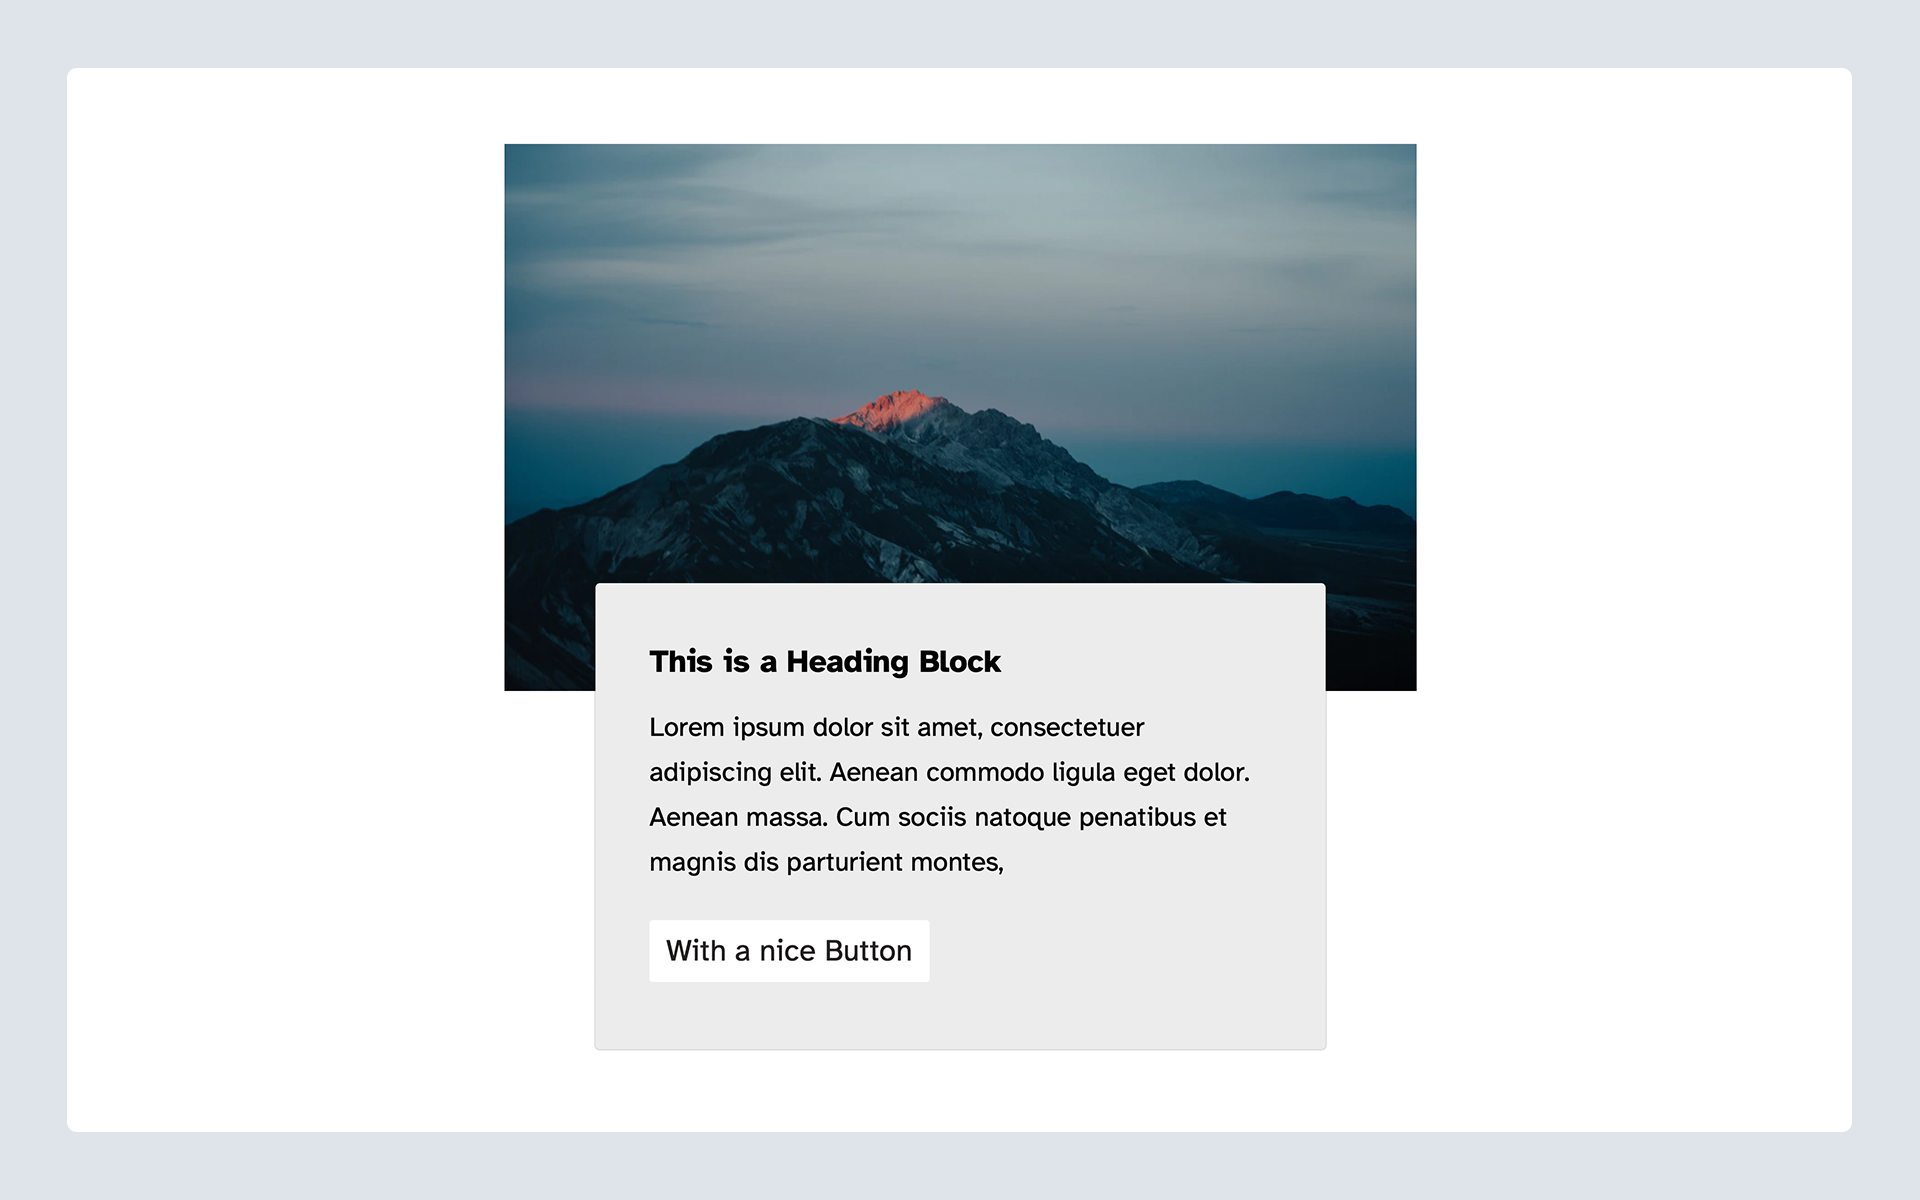 This is a Heading Block
Lorem ipsum dolor sit amet, consectetuer
adipiscing elit. Aenean commodo ligula eget dolor.
Aenean massa. Cum sociis natoque penatibus et
magnis dis parturient montes,
With a nice Button